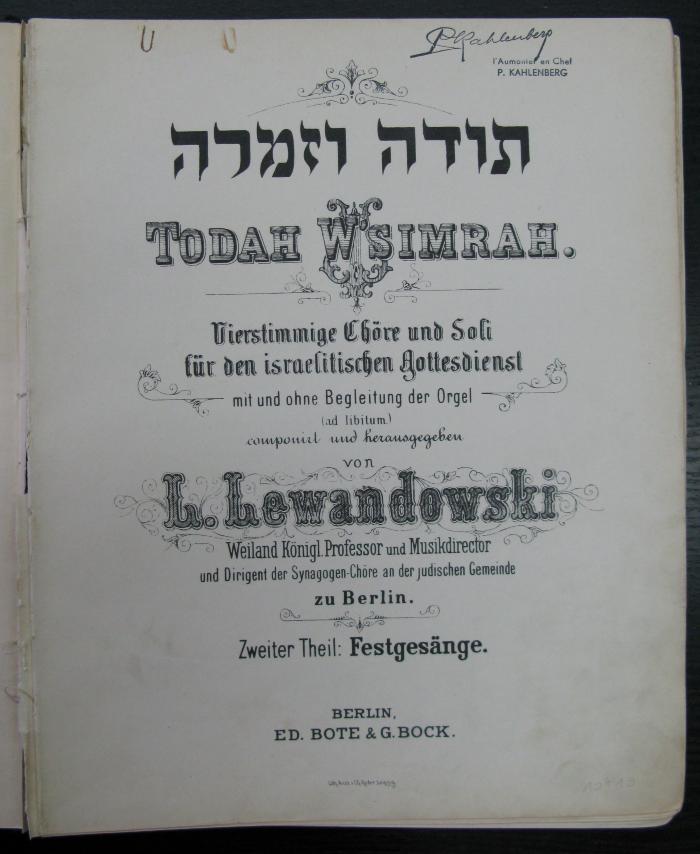 P. Kahlenberg
l'Aumonier en Chef
P. KAHLENBERG
תודה וזמרה
TODAH W'SIMRAH.
Vierstimmige Chöre und Soli
für den israelitischen Gottesdienst
mit und ohne Begleitung der Orgel
(ad libitum)
componirt und herausgegeben
von
L. Lewandowski
Weiland Königl. Professor und Musikdirector
und Dirigent der Synagogen-Chöre an der jüdischen Gemeinde
zu Berlin.
Zweiter Theil: Festgesänge.
BERLIN,
ED. BOTE & G. BOCK.